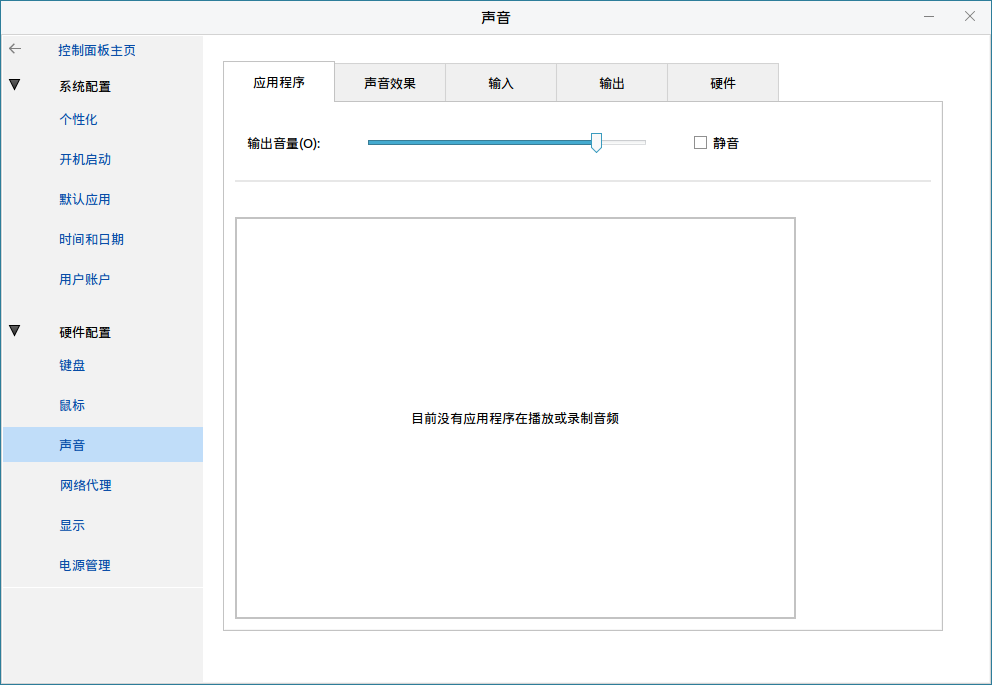 声音
控制面板主页
系统配置
个性化
开机启动
默认应用
时间和日期
用户账户
硬件配置
键盘
鼠标
声音
网络代理
显示
电源管理
应用程序
声音效果
输入
输出
硬件
输出音量(O):
静音
目前没有应用程序在播放或录制音频